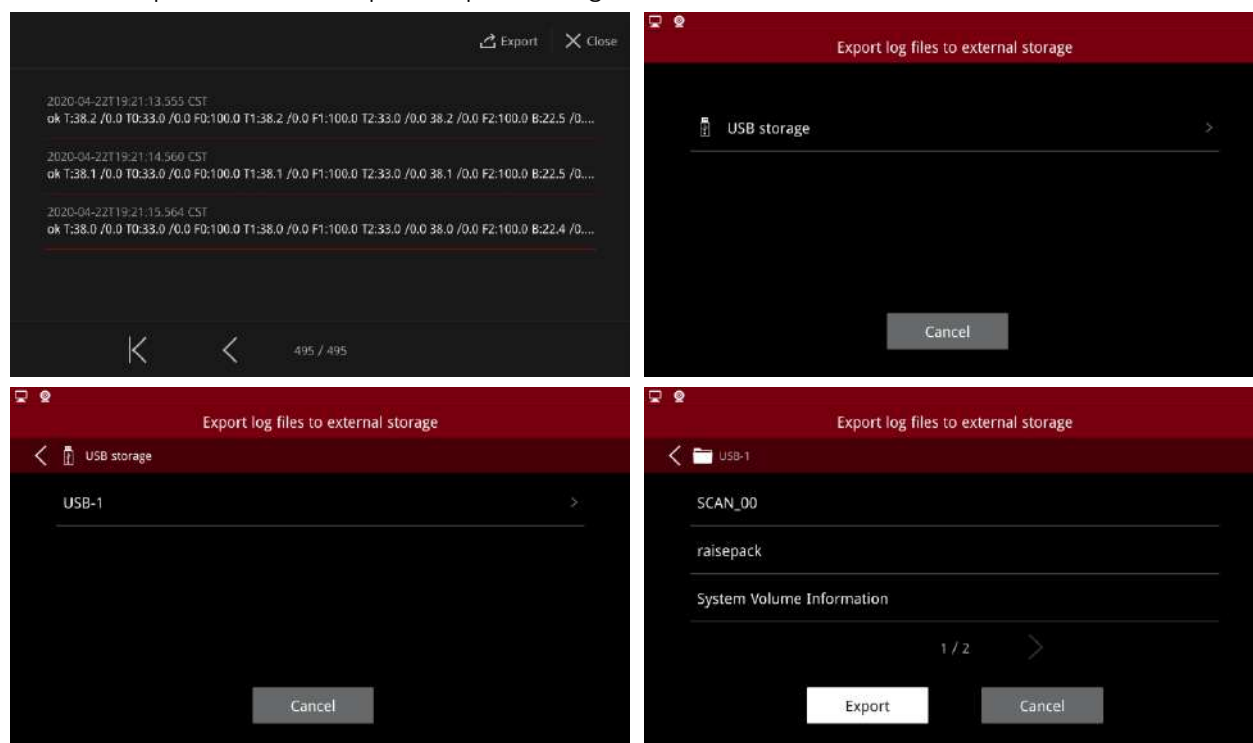 Export Close
2020-04-22T19:21:13.555 CST
ok T:38.2 /0.0 T0:33.0 /0.0 F0:100.0 T1:38.2 /0.0 F1:100.0 T2:33.0 /0.0 38.2 /0.0 F2:100.0 B:22.5 /0....
2020-04-22T19:21:14.560 CST
ok T:38.1 /0.0 T0:33.0 /0.0 F0:100.0 T1:38.1 /0.0 F1:100.0 T2:33.0 /0.0 38.1 /0.0 F2:100.0 B:22.5 /0....
2020-04-22T19:21:15.564 CST
ok T:38.0 /0.0 T0:33.0 /0.0 F0:100.0 T1:38.0 /0.0 F1:100.0 T2:33.0 /0.0 38.0 /0.0 F2:100.0 B:22.4 /0....
495 / 495
Export log files to external storage
USB storage
Cancel
Export log files to external storage
USB storage
USB-1
Cancel
Export log files to external storage
USB-1
SCAN_00
raisepack
System Volume Information
1 / 2
Export Cancel